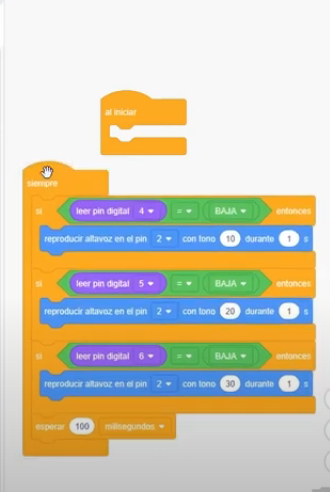 al iniciar
siempre
si leer pin digital 4 = BAJA entonces
reproducir altavoz en el pin 2 con tono 10 durante 1 s
si leer pin digital 5 = BAJA entonces
reproducir altavoz en el pin 2 con tono 20 durante 1 s
si leer pin digital 6 = BAJA entonces
reproducir altavoz en el pin 2 con tono 30 durante 1 s
esperar 100 milisegundos